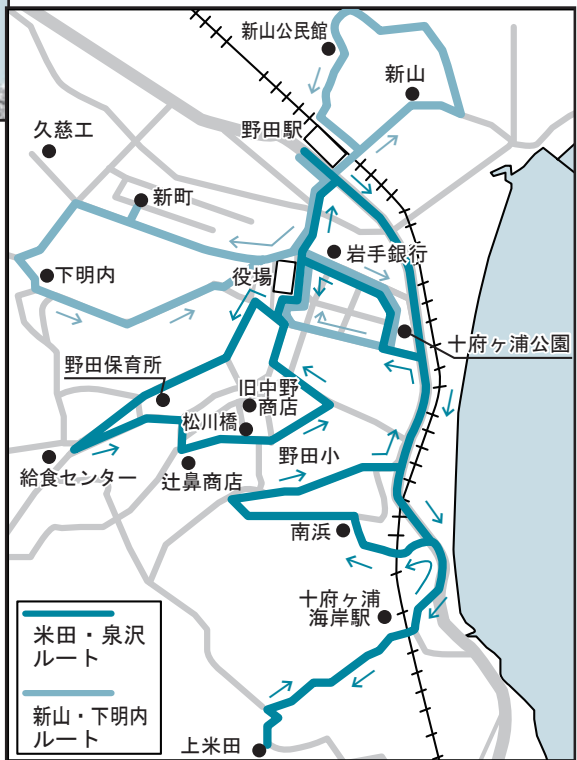 新山公民館
新山
野田駅
久慈工
新町
岩手銀行
役場
下明内
十府ヶ浦公園
野田保育所
旧中野
商店
松川橋
野田小
給食センター
辻鼻商店
南浜
十府ヶ浦
海岸駅
米田・泉沢
ルート
新山・下明内
ルート
上米田